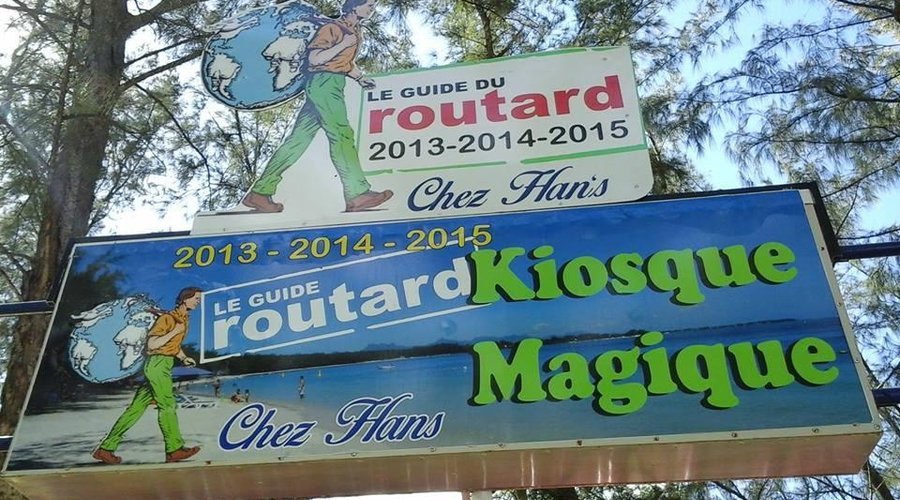 LE GUIDE DU
routard
2013-2014-2015
Chez Han's
2013 - 2014 - 2015
LE GUIDE
routard
Chez Hans
Kiosque
Magique